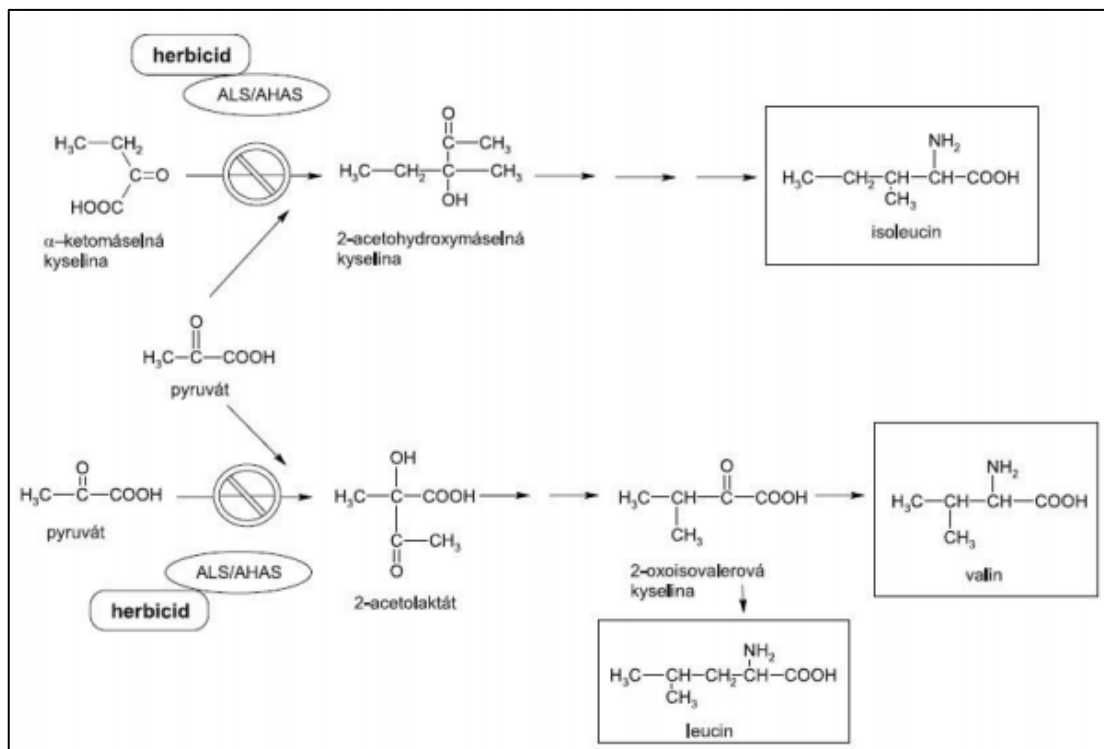 herbicid
ALS/AHAS
H₃C—CH₂
C=O
HOOC
α–ketomáselná
kyselina
O
C—CH₃
H₃C—CH₂—C—CH₃
OH
2-acetohydroxymáselná
kyselina
NH₂
H₃C—CH₂—CH—CH—COOH
CH₃
isoleucin
O
H₃C—C—COOH
pyruvát
O
H₃C—C—COOH
pyruvát
ALS/AHAS
herbicid
OH
H₃C—C—COOH
C—CH₃
O
2-acetolaktát
O
H₃C—CH—C—COOH
CH₃
2-oxoisovalerová
kyselina
NH₂
H₃C—CH—CH—COOH
CH₃
valin
NH₂
H₃C—CH—CH₂—CH—COOH
CH₃
leucin